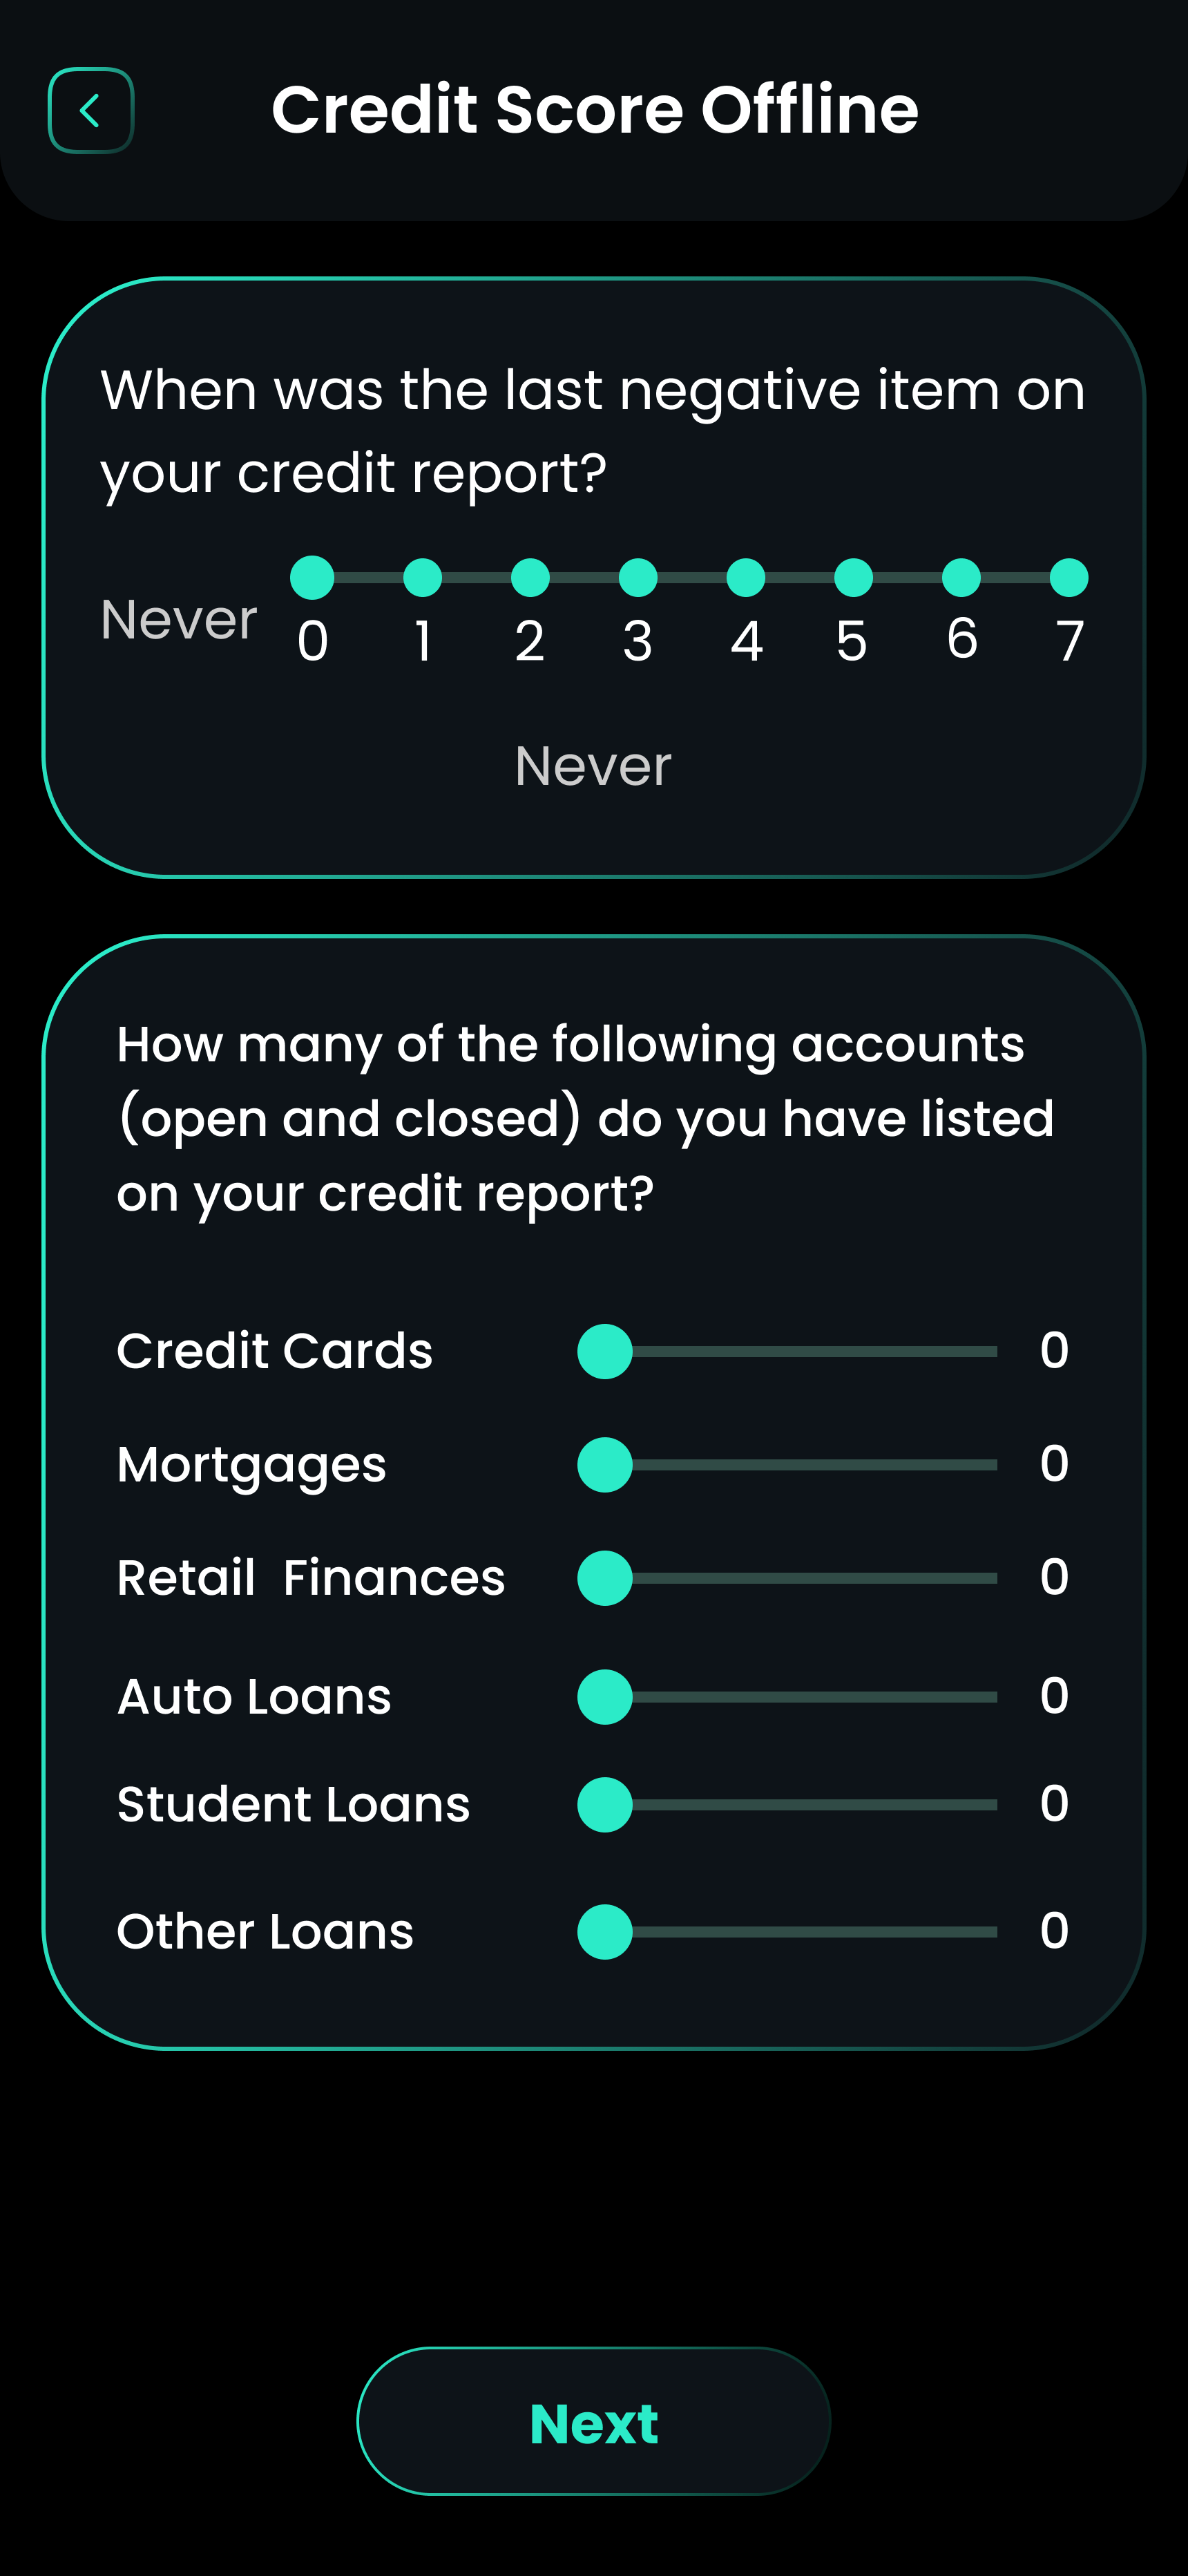 Credit Score Offline
When was the last negative item on
your credit report?
Never 0 1 2 3 4 5 6 7
Never
How many of the following accounts
(open and closed) do you have listed
on your credit report?
Credit Cards 0
Mortgages 0
Retail  Finances 0
Auto Loans 0
Student Loans 0
Other Loans 0
Next